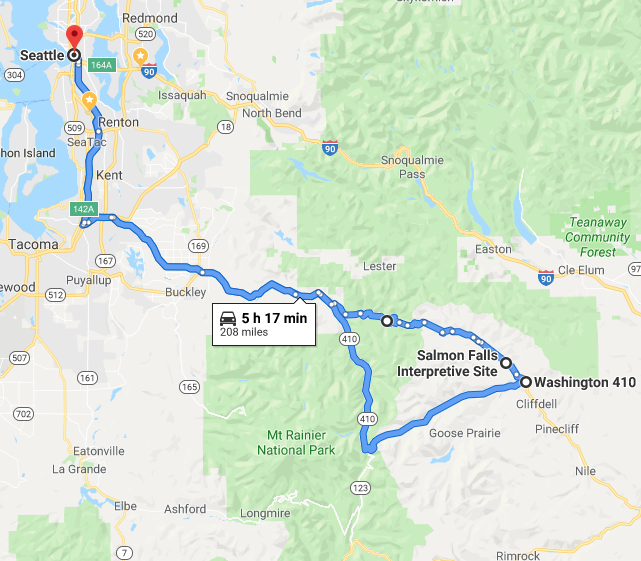 Skykomish
Redmond
520
Seattle
164A
90
304
Issaquah
Snoqualmie
North Bend
509
Renton
18
90
hon Island
SeaTac
Snoqualmie
Pass
Kent
142A
Teanaway
Community
Forest
Tacoma
169
Easton
167
Lester
90
Cle Elum
97
ewood
512
Puyallup
Buckley
5 h 17 min
208 miles
410
507
Salmon Falls
Interpretive Site
161
165
Washington 410
Cliffdell
702
410
Mt Rainier
National Park
Goose Prairie
Pinecliff
Eatonville
La Grande
Nile
123
Elbe
Ashford
Longmire
7
Rimrock